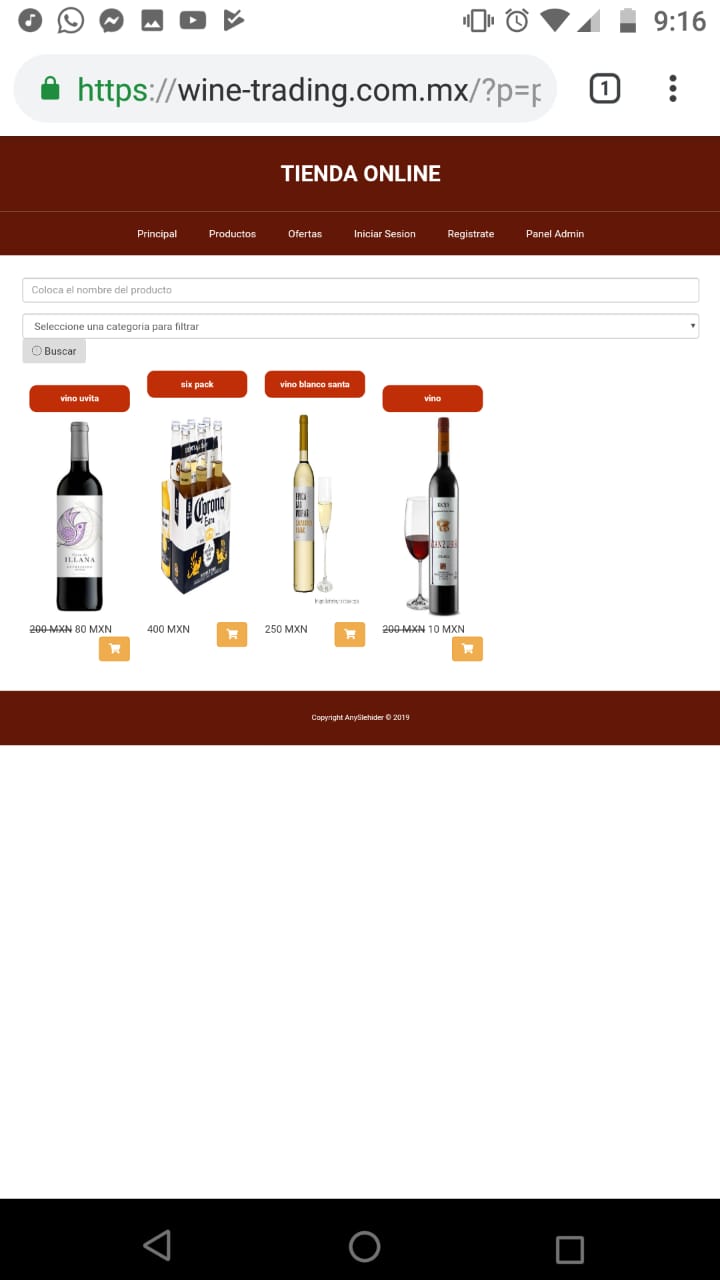 9:16
https://wine-trading.com.mx/?p=p
1
TIENDA ONLINE
Principal Productos Ofertas Iniciar Sesion Registrate Panel Admin
Coloca el nombre del producto
Seleccione una categoria para filtrar
Buscar
vino uvita
six pack
vino blanco santa
vino
ILLANA
Corona
Extra
200 MXN 80 MXN
400 MXN
250 MXN
200 MXN 10 MXN
Copyright AnySlehider © 2019